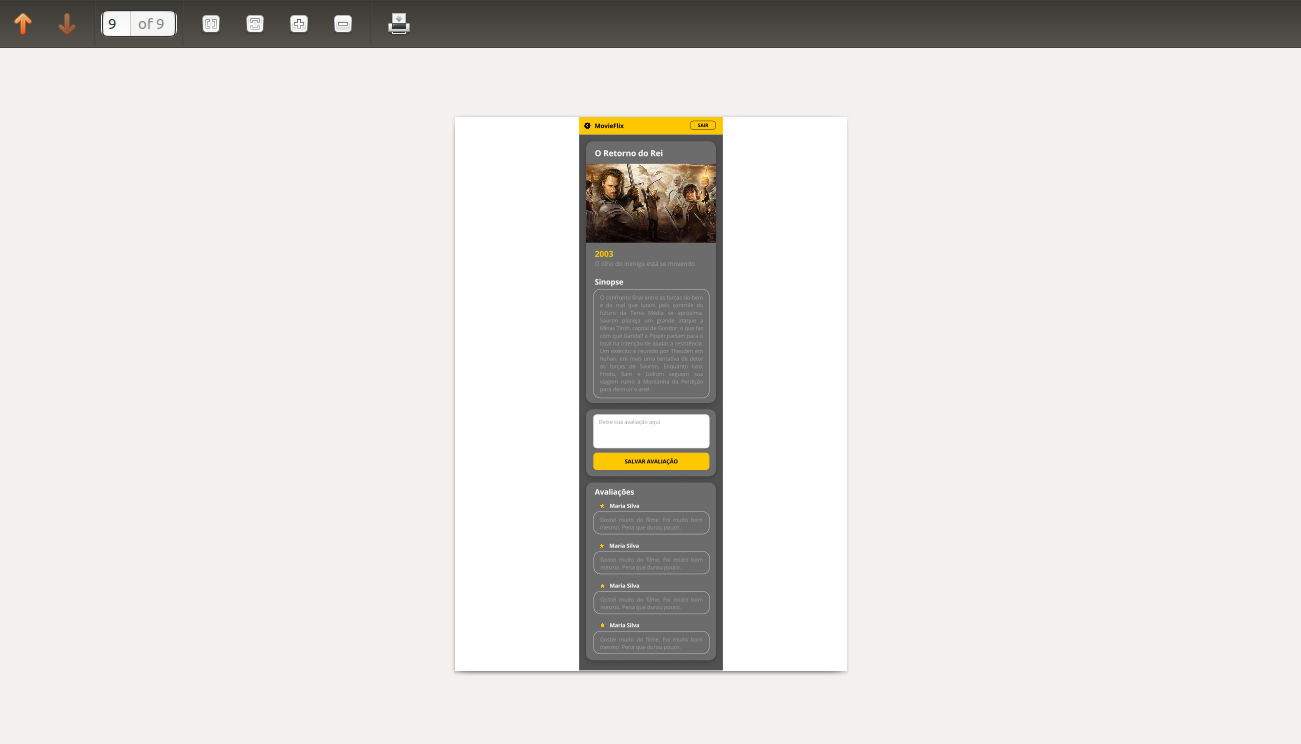 9 of 9
MovieFlix SAIR
O Retorno do Rei
2003
O olho do inimigo está se movendo.
Sinopse
O confronto final entre as forças do bem
e do mal que lutam pelo controle do
futuro da Terra Média se aproxima.
Sauron planeja um grande ataque a
Minas Tirith, capital de Gondor, o que faz
com que Gandalf e Pippin partam para o
local na intenção de ajudar a resistência.
Um exército é reunido por Theoden em
Rohan, em mais uma tentativa de deter
as forças de Sauron. Enquanto isso,
Frodo, Sam e Gollum seguem sua
viagem rumo à Montanha da Perdição
para destruir o anel.
Deixe sua avaliação aqui
SALVAR AVALIAÇÃO
Avaliações
Maria Silva
Gostei muito do filme. Foi muito bom
mesmo. Pena que durou pouco.
Maria Silva
Gostei muito do filme. Foi muito bom
mesmo. Pena que durou pouco.
Maria Silva
Gostei muito do filme. Foi muito bom
mesmo. Pena que durou pouco.
Maria Silva
Gostei muito do filme. Foi muito bom
mesmo. Pena que durou pouco.